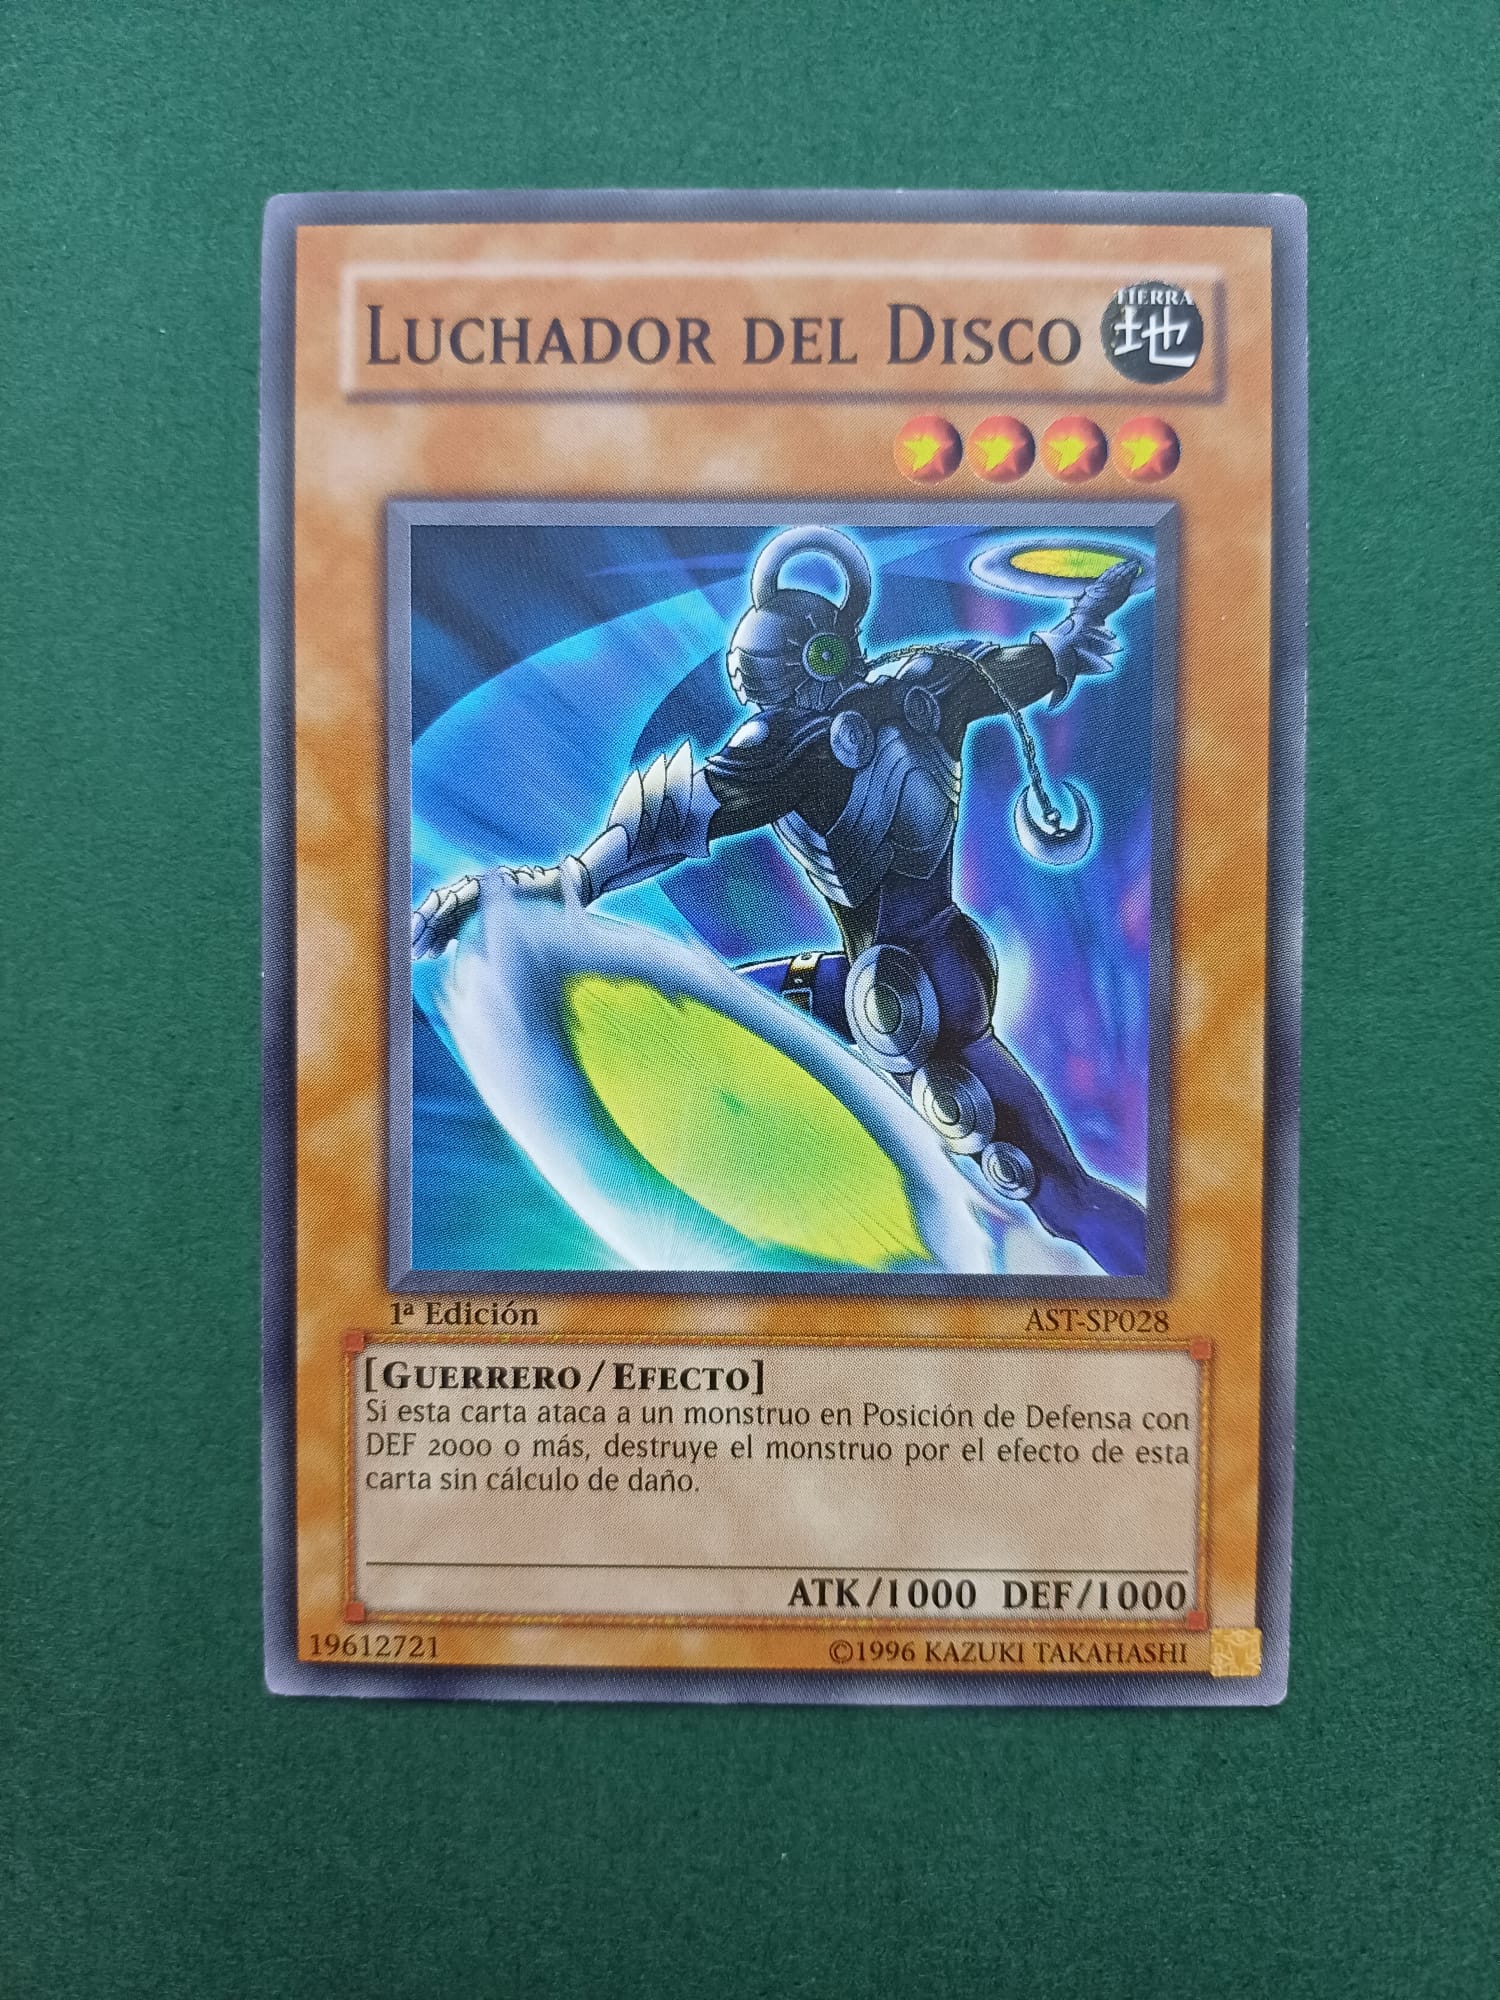 Luchador del Disco
TIERRA
地
1ª Edición
AST-SP028
[Guerrero/Efecto]
Si esta carta ataca a un monstruo en Posición de Defensa con
DEF 2000 o más, destruye el monstruo por el efecto de esta
carta sin cálculo de daño.
ATK/1000 DEF/1000
19612721
©1996 KAZUKI TAKAHASHI